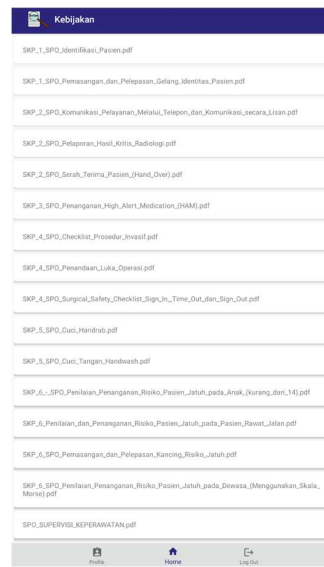 Kebijakan
SKP_1_SPO_Identifikasi_Pasien.pdf
SKP_1_SPO_Pemasangan_dan_Pelepasan_Gelang_Identitas_Pasien.pdf
SKP_2_SPO_Komunikasi_Pelayanan_Melalui_Telepon_dan_Komunikasi_secara_Lisan.pdf
SKP_2_SPO_Pelaporan_Hasil_Kritis_Radiologi.pdf
SKP_2_SPO_Serah_Terima_Pasien_(Hand_Over).pdf
SKP_3_SPO_Penanganan_High_Alert_Medication_(HAM).pdf
SKP_4_SPO_Checklist_Prosedur_Invasif.pdf
SKP_4_SPO_Penandaan_Luka_Operasi.pdf
SKP_4_SPO_Surgical_Safety_Checklist_Sign_In,_Time_Out_dan_Sign_Out.pdf
SKP_5_SPO_Cuci_Handrub.pdf
SKP_5_SPO_Cuci_Tangan_Handwash.pdf
SKP_6_-_SPO_Penilaian_Penanganan_Risiko_Pasien_Jatuh_pada_Anak_(kurang_dari_14).pdf
SKP_6_Penilaian_dan_Penanganan_Risiko_Pasien_Jatuh_pada_Pasien_Rawat_Jalan.pdf
SKP_6_SPO_Pemasangan_dan_Pelepasan_Kancing_Risiko_Jatuh.pdf
SKP_6_SPO_Penilaian_Penanganan_Risiko_Pasien_Jatuh_pada_Dewasa_(Menggunakan_Skala_
Morse).pdf
SPO_SUPERVISI_KEPERAWATAN.pdf
Profile
Home
Log Out